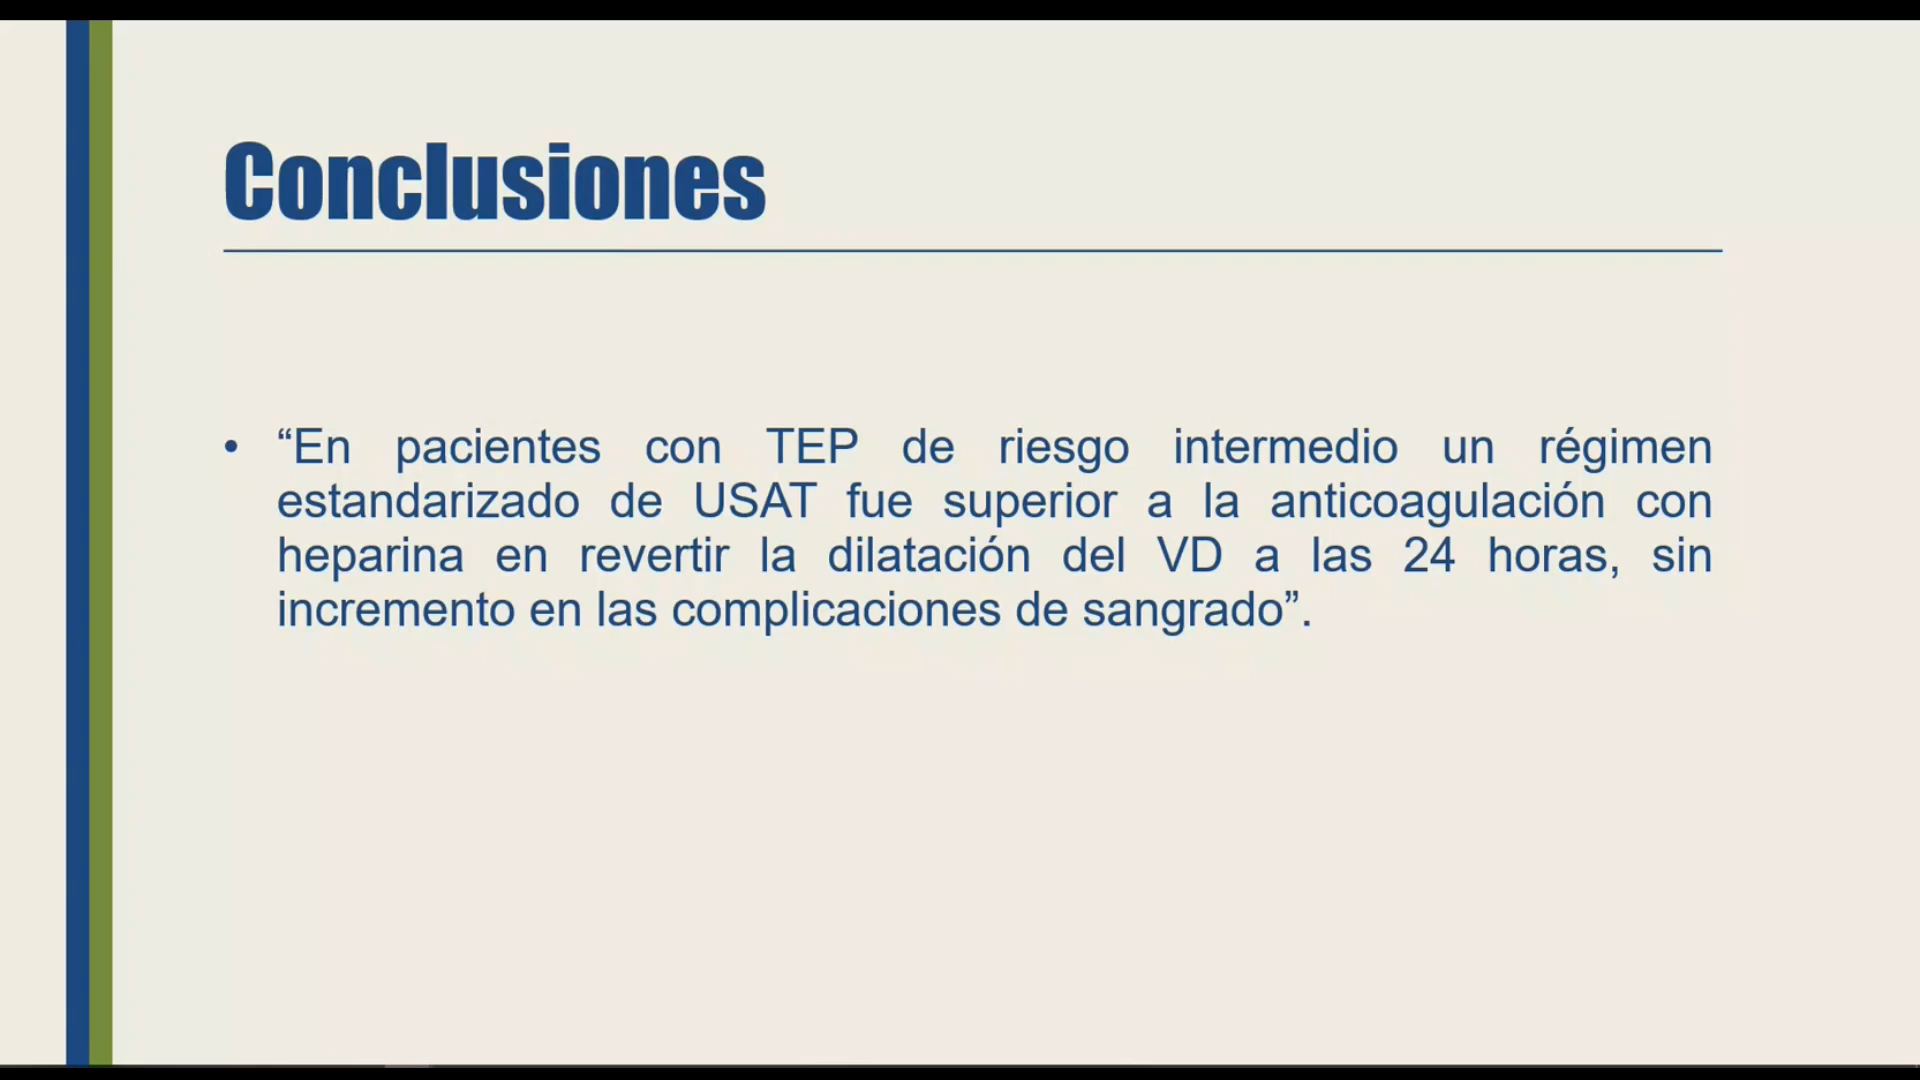 Conclusiones
• “En pacientes con TEP de riesgo intermedio un régimen
estandarizado de USAT fue superior a la anticoagulación con
heparina en revertir la dilatación del VD a las 24 horas, sin
incremento en las complicaciones de sangrado”.